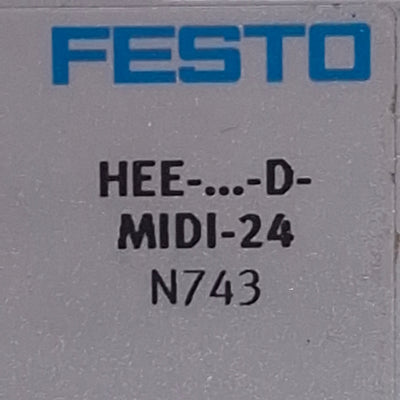 FESTO
HEE-...-D-
MIDI-24
N743